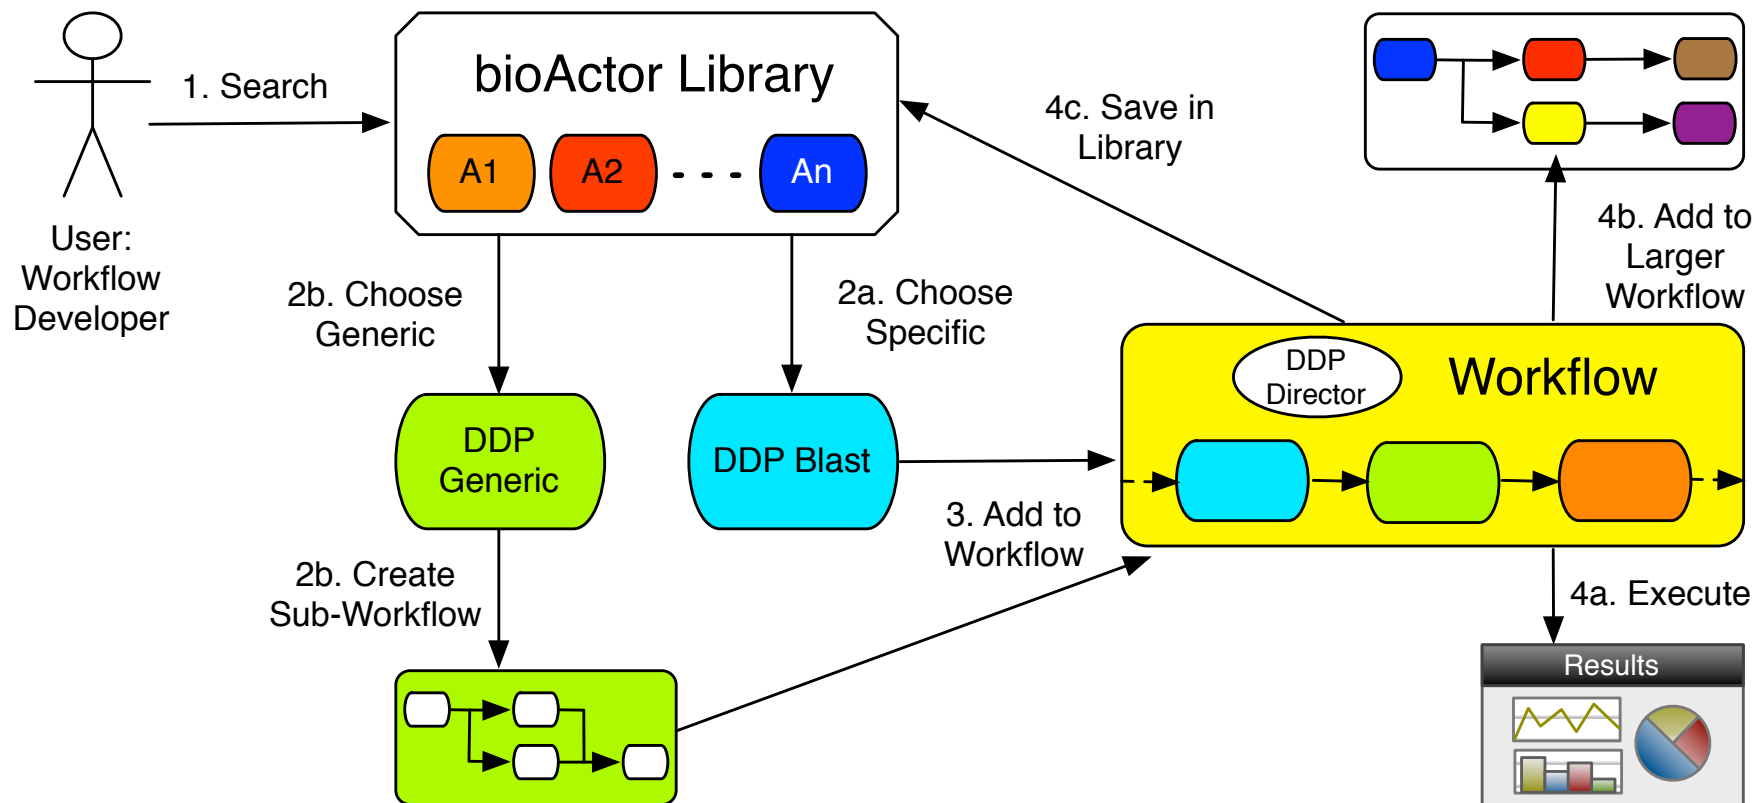 1. Search
bioActor Library
A1
A2
- - -
An
User:
Workflow
Developer
2b. Choose
Generic
2a. Choose
Specific
4c. Save in
Library
4b. Add to
Larger
Workflow
DDP
Generic
DDP Blast
DDP
Director
Workflow
3. Add to
Workflow
2b. Create
Sub-Workflow
4a. Execute
Results